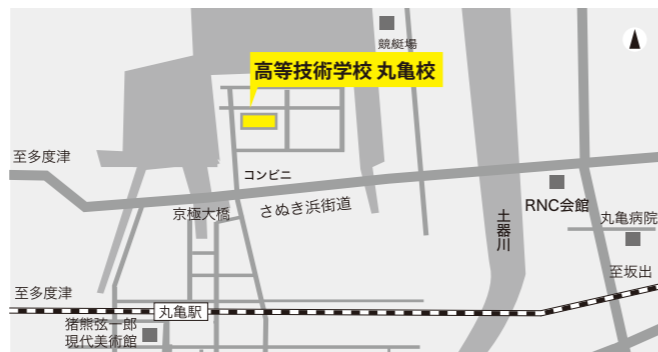 競艇場
高等技術学校 丸亀校
至多度津
コンビニ
京極大橋
さぬき浜街道
土器川
RNC会館
丸亀病院
至坂出
至多度津
丸亀駅
猪熊弦一郎
現代美術館